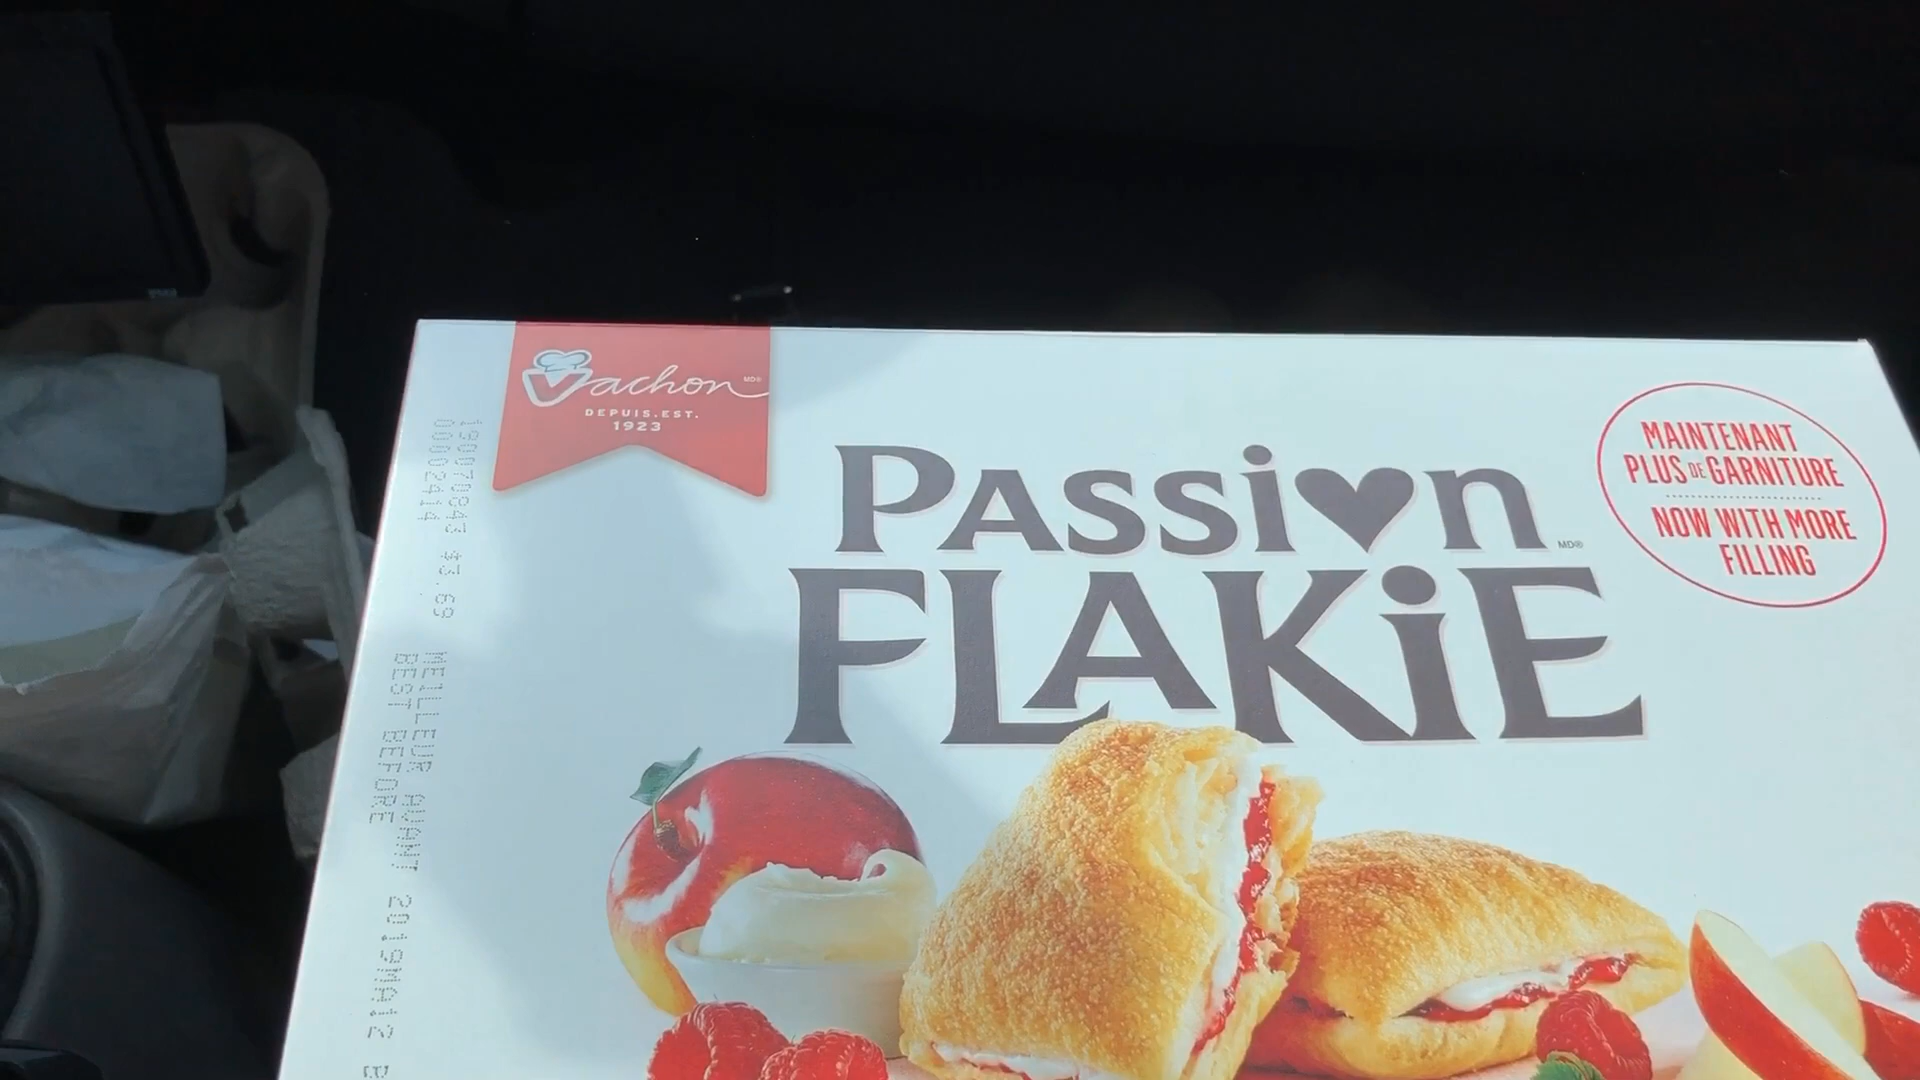 Vachon MD®
DEPUIS.EST.
1923
PASSION MD®
FLAKiE
MAINTENANT
PLUS DE GARNITURE
NOW WITH MORE
FILLING
$3.69
0002414
MEILLEUR AVANT 2019MA12
BEST BEFORE